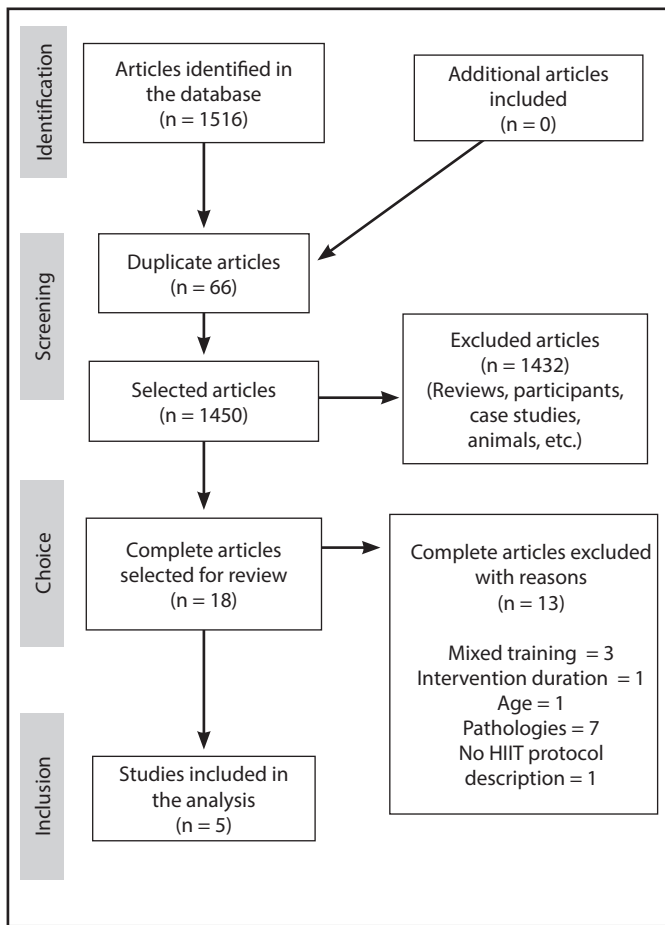 Identification
Articles identified in
the database
(n = 1516)
Additional articles
included
(n = 0)
Screening
Duplicate articles
(n = 66)
Selected articles
(n = 1450)
Excluded articles
(n = 1432)
(Reviews, participants,
case studies,
animals, etc.)
Choice
Complete articles
selected for review
(n = 18)
Complete articles excluded
with reasons
(n = 13)
Mixed training = 3
Intervention duration = 1
Age = 1
Pathologies = 7
No HIIT protocol
description = 1
Inclusion
Studies included in
the analysis
(n = 5)